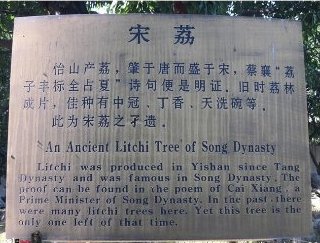 宋荔
怡山产荔，肇于唐而盛于宋，蔡襄“荔
子丰标全占夏”诗句便是明证。旧时荔林
成片，佳种有中冠、丁香、天洗碗等。
此为宋荔之孑遗。
An Ancient Litchi Tree of Song Dynasty
Litchi was produced in Yishan since Tang
Dynasty and was famous in Song Dynasty. The
proof can be found in the poem of Cai Xiang, a
Prime Minister of Song Dynasty. In the past, there
were many litchi trees here. Yet this tree is the
only one left of that time.